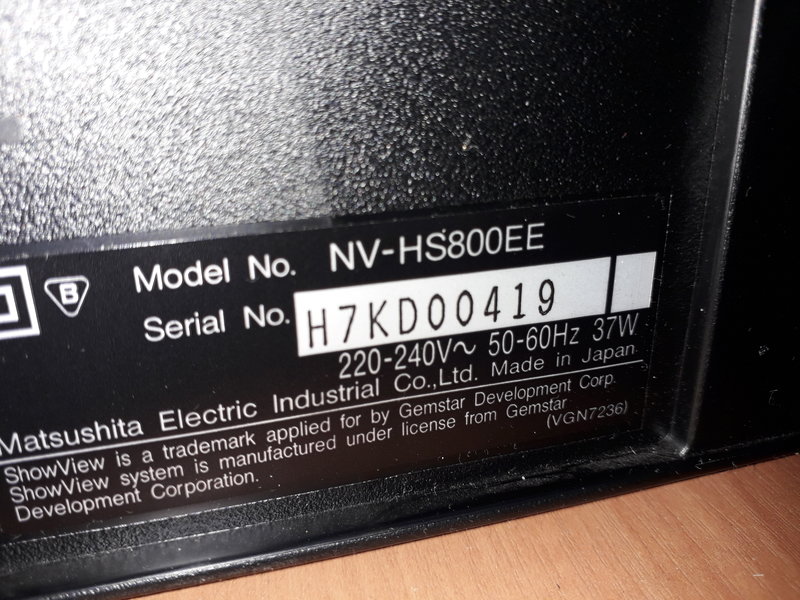 B
Model No. NV-HS800EE
Serial No. H7KD00419
220-240V~ 50-60Hz 37W
Matsushita Electric Industrial Co.,Ltd. Made in Japan
ShowView is a trademark applied for by Gemstar Development Corp.
ShowView system is manufactured under license from Gemstar
Development Corporation. (VGN7236)